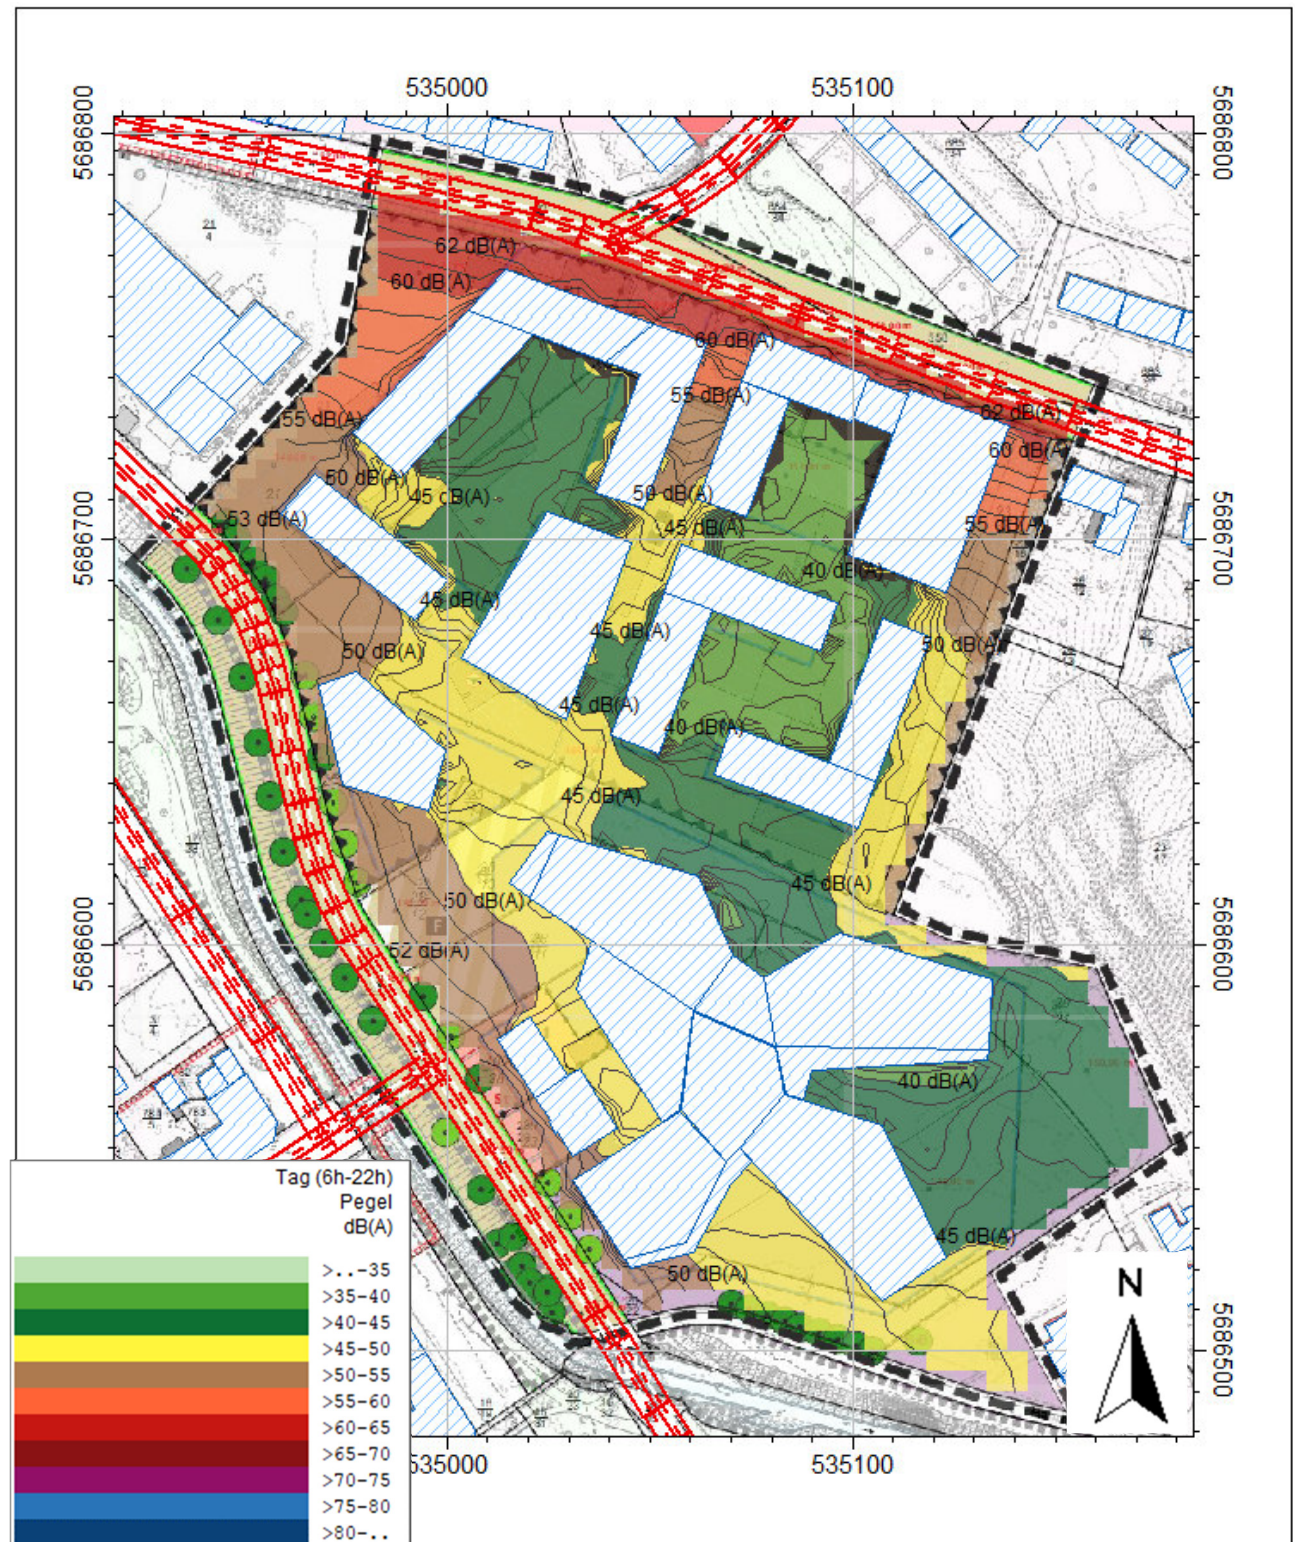 535000
535100
5686800
5686800
62 dB(A)
60 dB(A)
60 dB(A)
55 dB(A)
55 dB(A)
62 dB(A)
60 dB(A)
50 dB(A)
45 dB(A)
50 dB(A)
53 dB(A)
45 dB(A)
55 dB(A)
5686700
5686700
40 dB(A)
45 dB(A)
45 dB(A)
50 dB(A)
50 dB(A)
45 dB(A)
40 dB(A)
45 dB(A)
45 dB(A)
50 dB(A)
F
52 dB(A)
5686600
5686600
40 dB(A)
45 dB(A)
50 dB(A)
5686500
N
Tag (6h-22h)
Pegel
dB(A)
>..-35
>35-40
>40-45
>45-50
>50-55
>55-60
>60-65
>65-70
>70-75
>75-80
>80-..
535000
535100